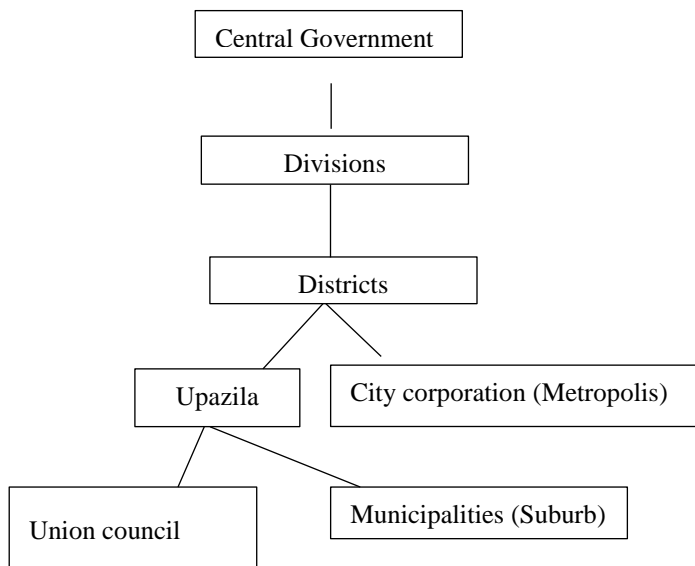 Central Government
Divisions
Districts
Upazila
City corporation (Metropolis)
Union council
Municipalities (Suburb)